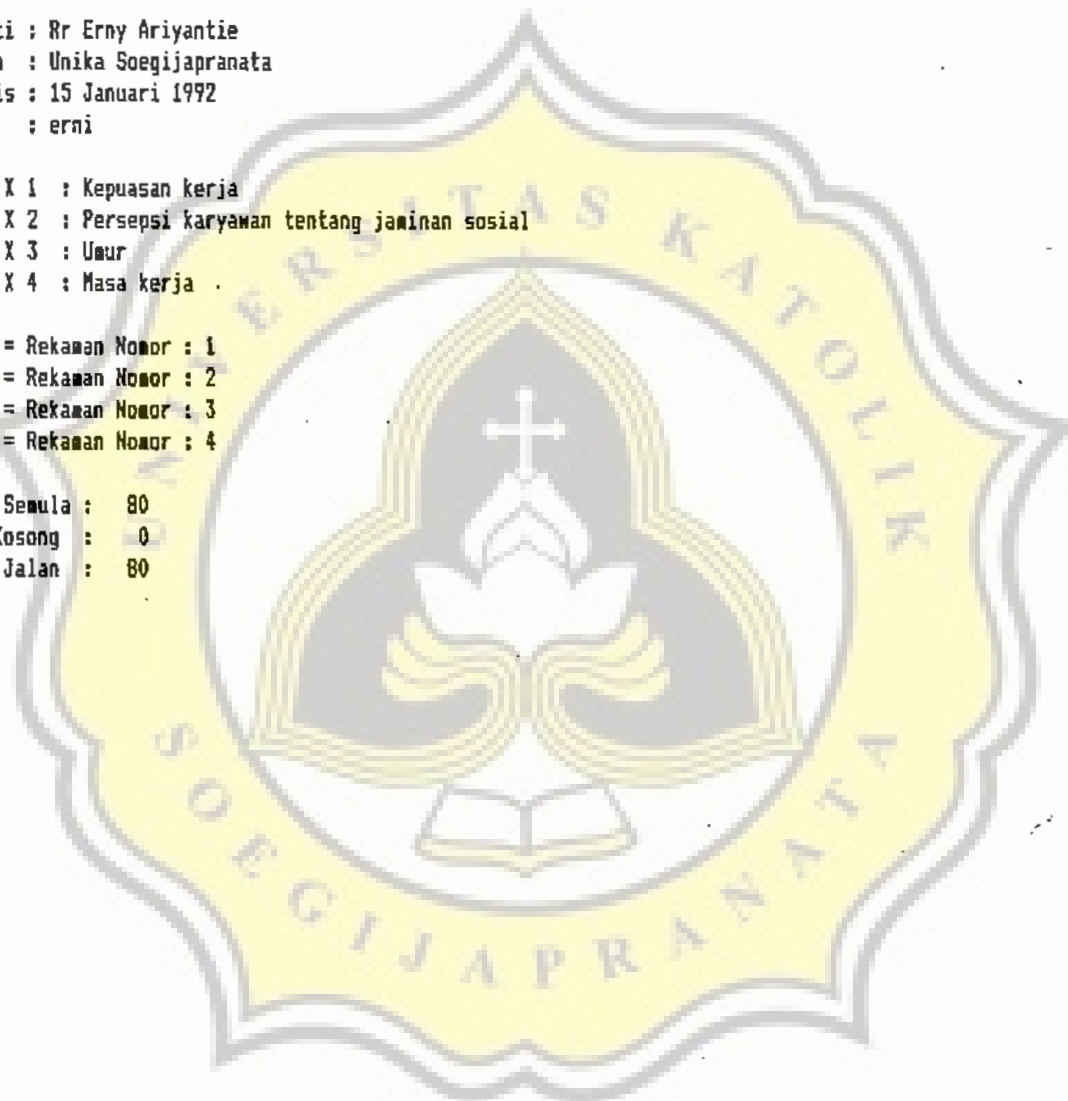 ti : Rr Erny Ariyantie
: Unika Soegijapranata
is : 15 Januari 1992
: erni
X 1 : Kepuasan kerja
X 2 : Persepsi karyawan tentang jaminan sosial
X 3 : Umur
X 4 : Masa kerja
= Rekaman Nomor : 1
= Rekaman Nomor : 2
= Rekaman Nomor : 3
= Rekaman Nomor : 4
Semula : 80
Kosong : 0
Jalan : 80
UNIVERSITAS KATOLIK
SOEGIJAPRANATA